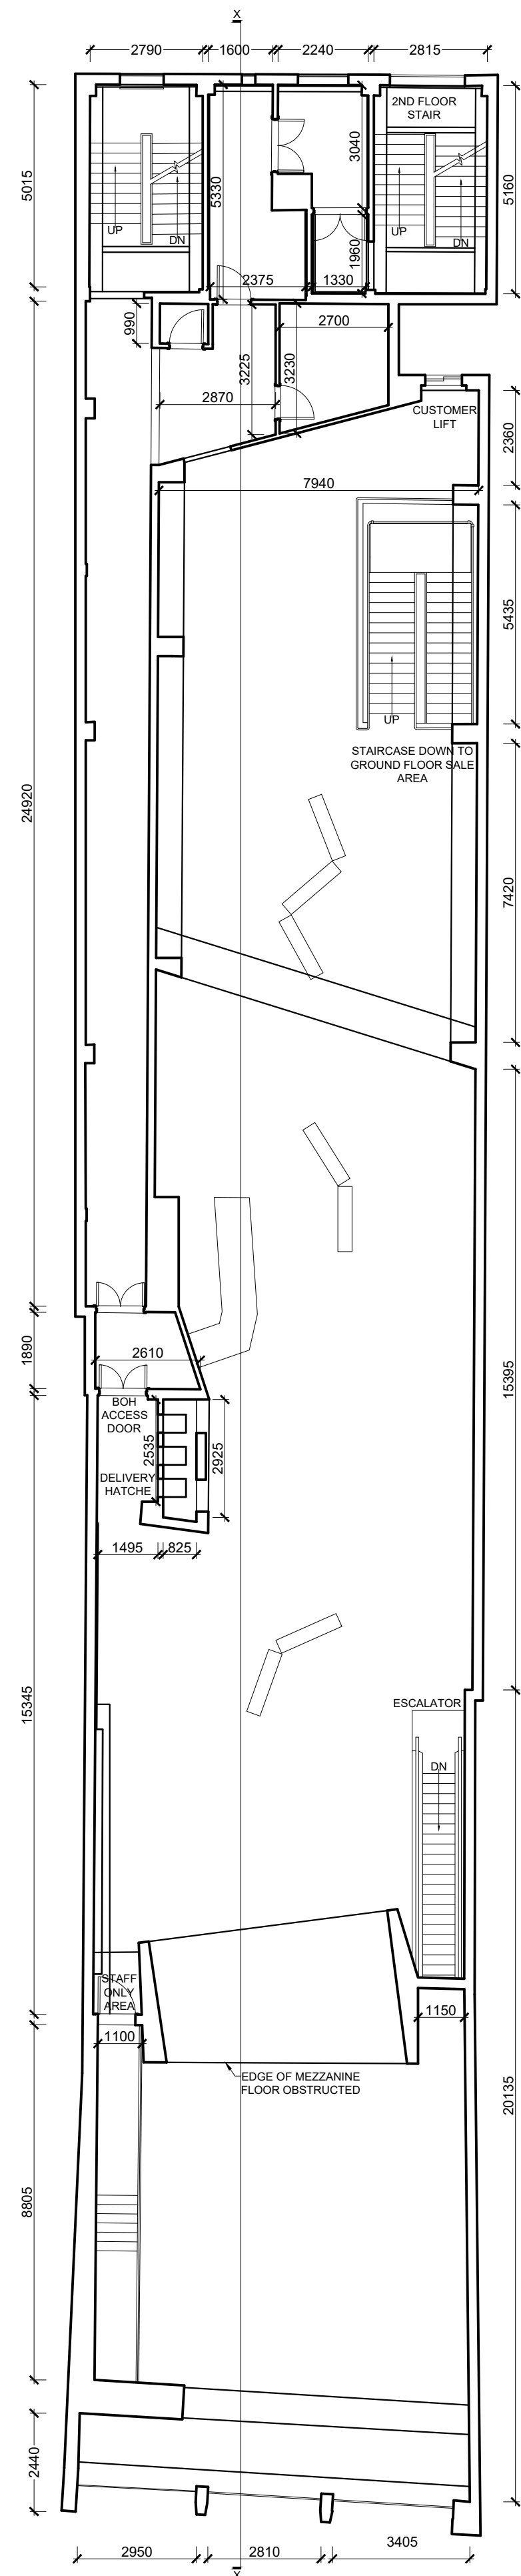 X
2790
1600
2240
2815
2ND FLOOR
STAIR
5015
5330
3040
5160
UP
DN
1960
UP
DN
2375
1330
990
2700
3225
3230
2870
CUSTOMER
LIFT
2360
7940
5435
UP
STAIRCASE DOWN TO
GROUND FLOOR SALE
AREA
24920
7420
1890
2610
15395
BOH
ACCESS
DOOR
2535
2925
DELIVERY
HATCHE
1495
825
15345
ESCALATOR
DN
STAFF
ONLY
AREA
1100
1150
EDGE OF MEZZANINE
FLOOR OBSTRUCTED
20135
8805
2440
2950
2810
3405
X